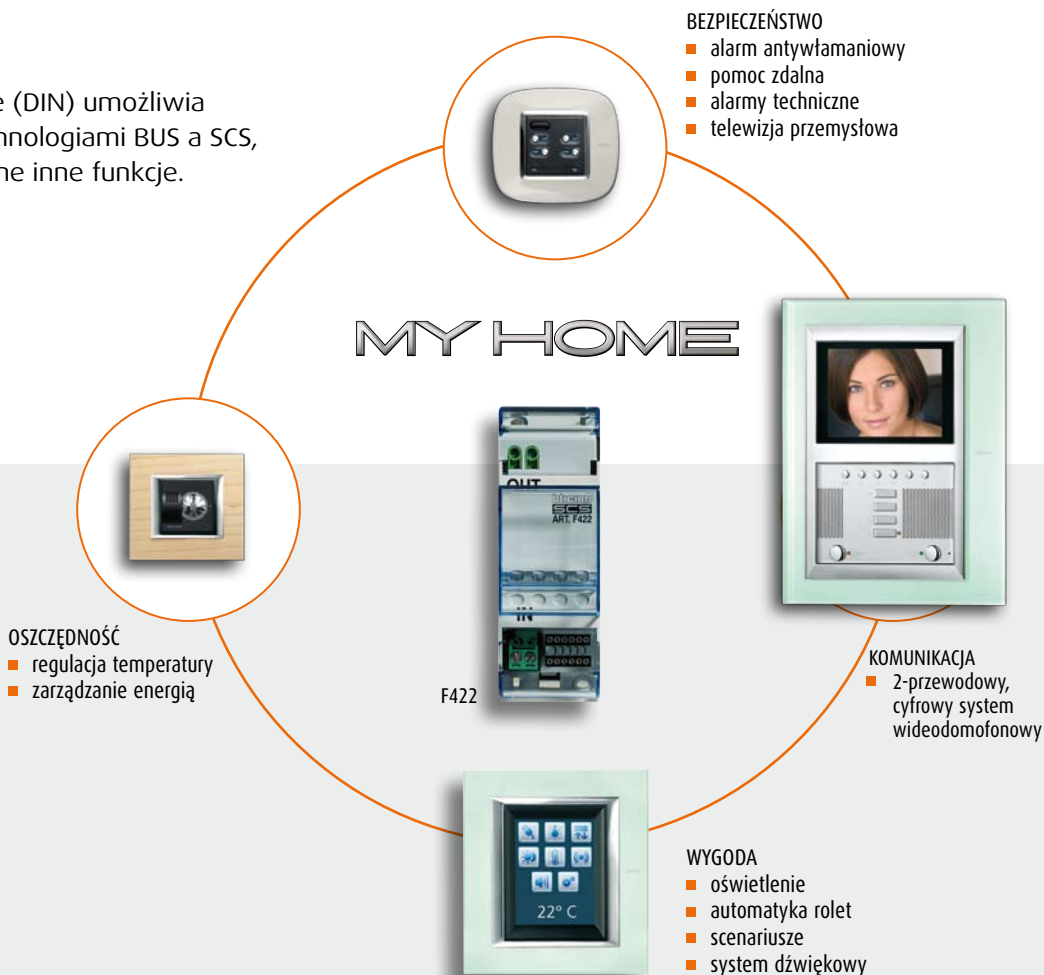 BEZPIECZEŃSTWO
alarm antywłamaniowy
pomoc zdalna
alarmy techniczne
telewizja przemysłowa
(DIN) umożliwia
BUS a SCS,
inne funkcje.
MY HOME
OUT
bticino
SCS
ART. F422
IN
F422
OSZCZĘDNOŚĆ
regulacja temperatury
zarządzanie energią
KOMUNIKACJA
2-przewodowy,
cyfrowy system
wideodomofonowy
22° C
WYGODA
oświetlenie
automatyka rolet
scenariusze
system dźwiękowy